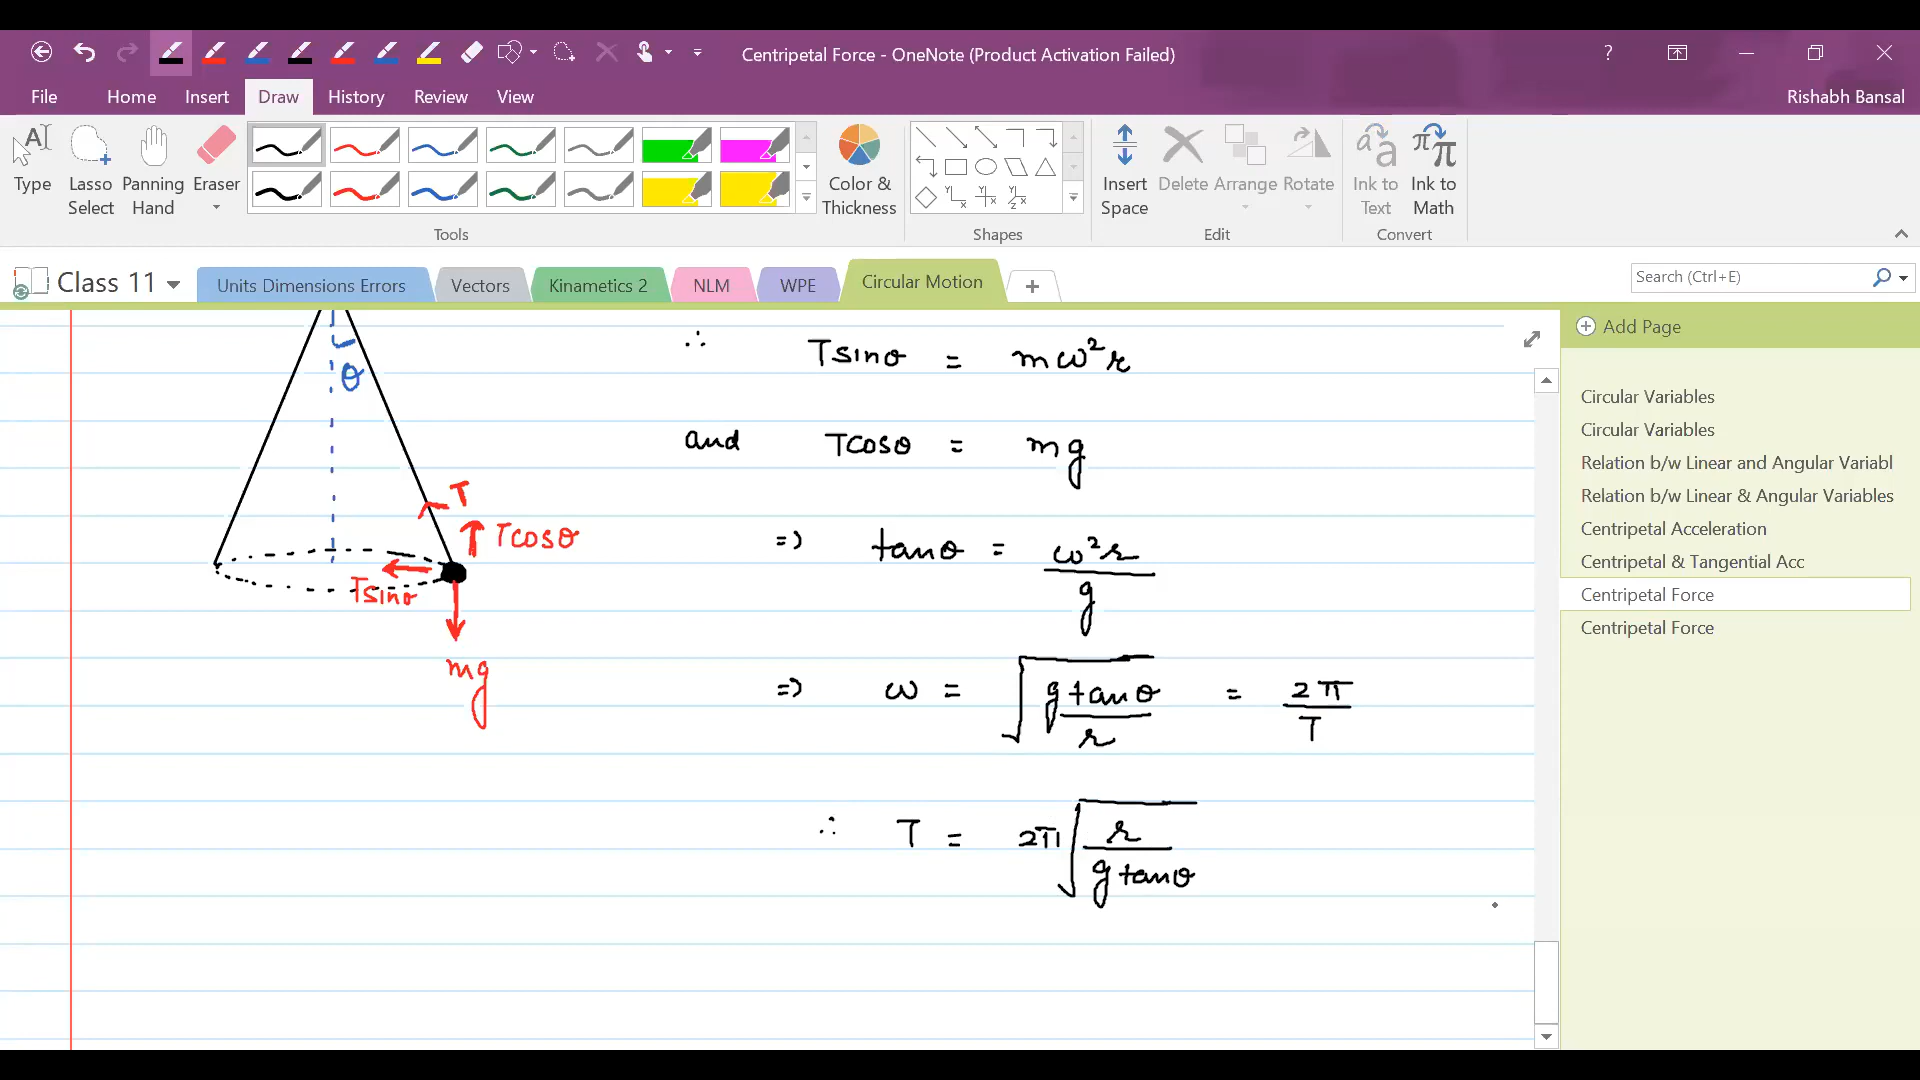 Centripetal Force - OneNote (Product Activation Failed)
?
File Home Insert Draw History Review View
Rishabh Bansal
Type
Lasso Select
Panning Hand
Eraser
Color & Thickness
Insert Space
Delete
Arrange
Rotate
Ink to Text
Ink to Math
Tools
Shapes
Edit
Convert
Class 11
Units Dimensions Errors
Vectors
Kinametics 2
NLM
WPE
Circular Motion
Search (Ctrl+E)
Add Page
Circular Variables
Circular Variables
Relation b/w Linear and Angular Variabl
Relation b/w Linear & Angular Variables
Centripetal Acceleration
Centripetal & Tangential Acc
Centripetal Force
Centripetal Force
θ
T
Tcosθ
Tsinθ
mg
∴ Tsinθ = mω²r
and Tcosθ = mg
=> tanθ = ω²r/g
=> ω = √(g tanθ/r) = 2π/T
∴ T = 2π√(r/g tanθ)